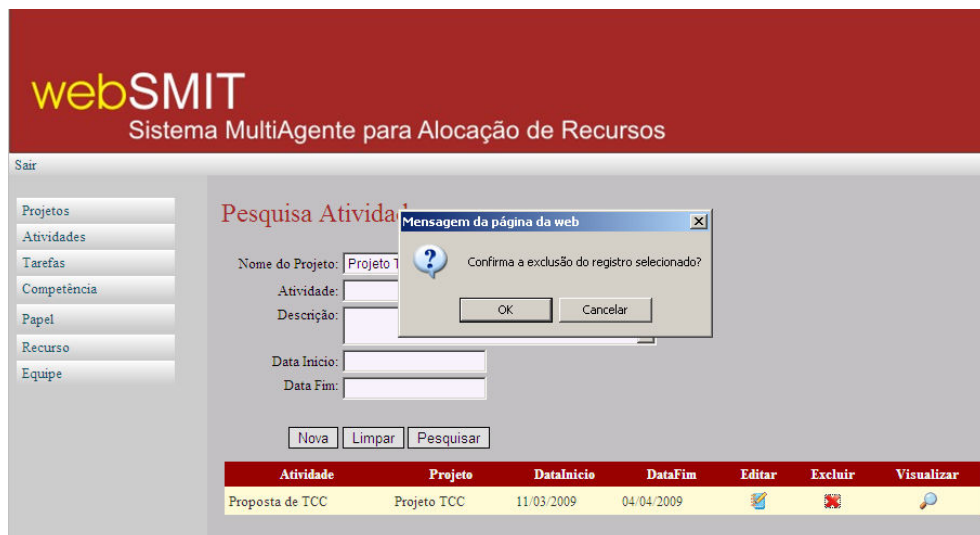 webSMIT
Sistema MultiAgente para Alocação de Recursos
Sair
Projetos
Atividades
Tarefas
Competência
Papel
Recurso
Equipe
Pesquisa Ativida
Mensagem da página da web
Confirma a exclusão do registro selecionado?
OK Cancelar
Nome do Projeto: Projeto T
Atividade:
Descrição:
Data Inicio:
Data Fim:
Nova Limpar Pesquisar
Atividade Projeto DataInicio DataFim Editar Excluir Visualizar
Proposta de TCC Projeto TCC 11/03/2009 04/04/2009